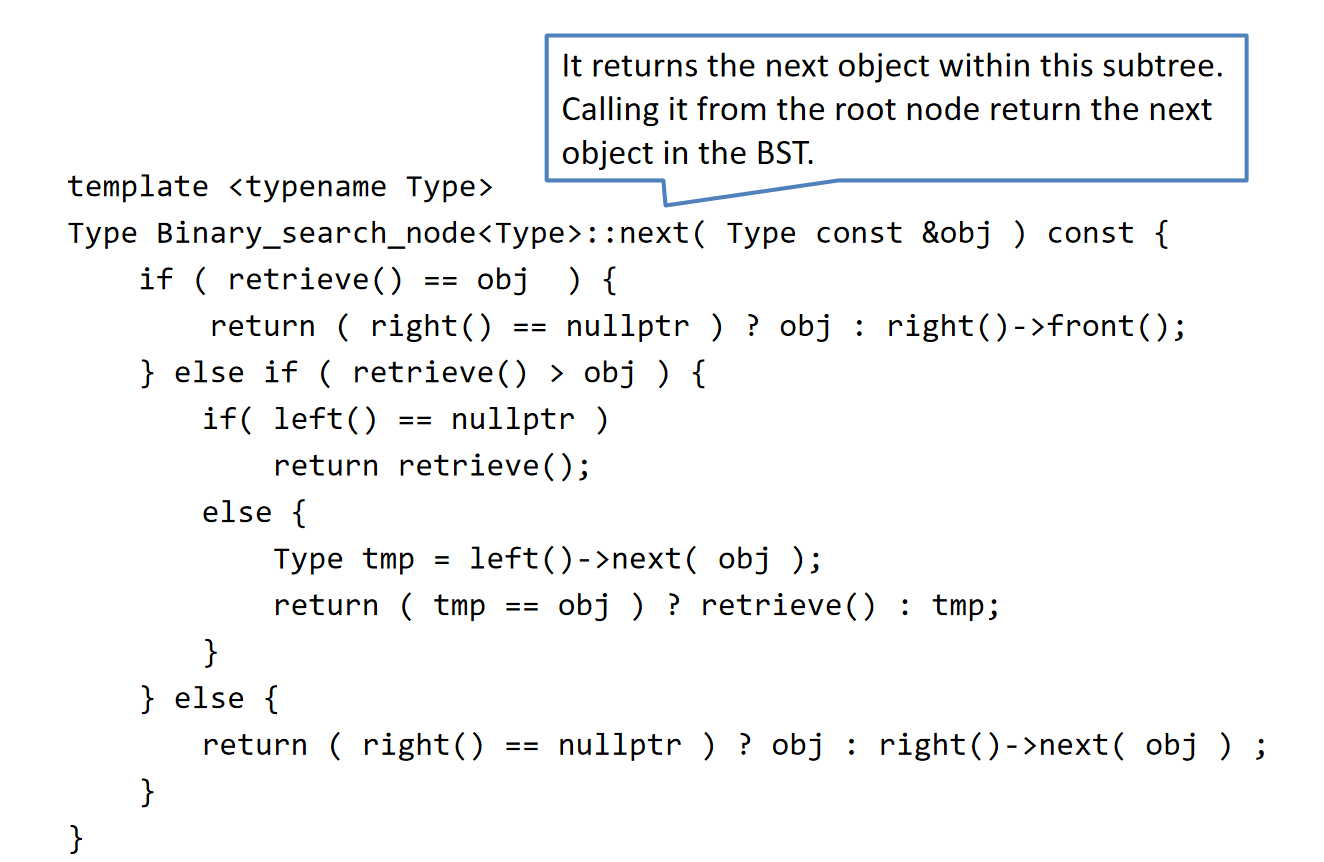 It returns the next object within this subtree.
Calling it from the root node return the next
object in the BST.
template <typename Type>
Type Binary_search_node<Type>::next( Type const &obj ) const {
    if ( retrieve() == obj  ) {
        return ( right() == nullptr ) ? obj : right()->front();
    } else if ( retrieve() > obj ) {
        if( left() == nullptr )
            return retrieve();
        else {
            Type tmp = left()->next( obj );
            return ( tmp == obj ) ? retrieve() : tmp;
        }
    } else {
        return ( right() == nullptr ) ? obj : right()->next( obj ) ;
    }
}